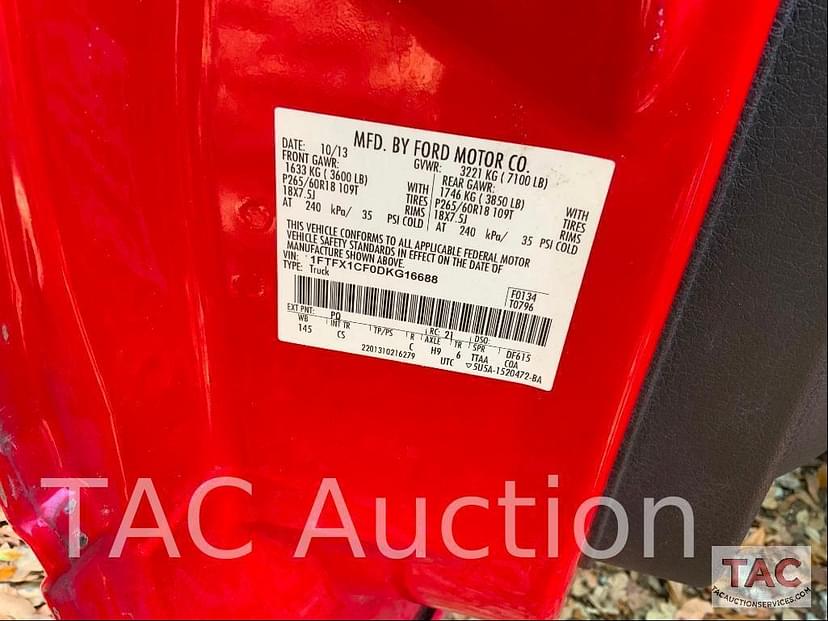 MFD. BY FORD MOTOR CO.
DATE: 10/13
GVWR: 3221 KG ( 7100 LB)
FRONT GAWR:
1633 KG ( 3600 LB) WITH
P265/60R18 109T TIRES
18X7.5J RIMS
AT 240 kPa/ 35 PSI COLD
REAR GAWR:
1746 KG ( 3850 LB) WITH
P265/60R18 109T TIRES
18X7.5J RIMS
AT 240 kPa/ 35 PSI COLD
THIS VEHICLE CONFORMS TO ALL APPLICABLE FEDERAL MOTOR
VEHICLE SAFETY STANDARDS IN EFFECT ON THE DATE OF
MANUFACTURE SHOWN ABOVE.
VIN: 1FTFX1CF0DKG16688
TYPE: Truck
F0134
T0796
EXT PNT: PQ RC: 21 DSO:
WB INT TR TP/PS R AXLE TR SPR DF615
145 CS C H9 6 TTAA COA
2201310216279 UTC ▽5U5A-1520472-BA
TAC Auction
TAC
TACAUCTIONSERVICES.COM